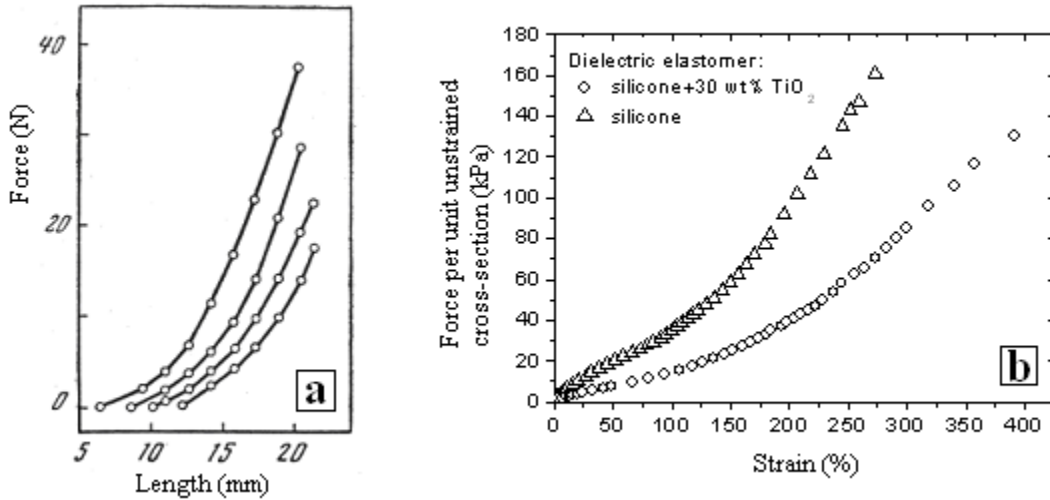 40
20
0
Force (N)
5
10
15
20
Length (mm)
a
180
160
140
120
100
80
60
40
20
0
Force per unit unstrained
cross-section (kPa)
Dielectric elastomer:
silicone+30 wt% TiO2
silicone
0
50
100
150
200
250
300
350
400
Strain (%)
b